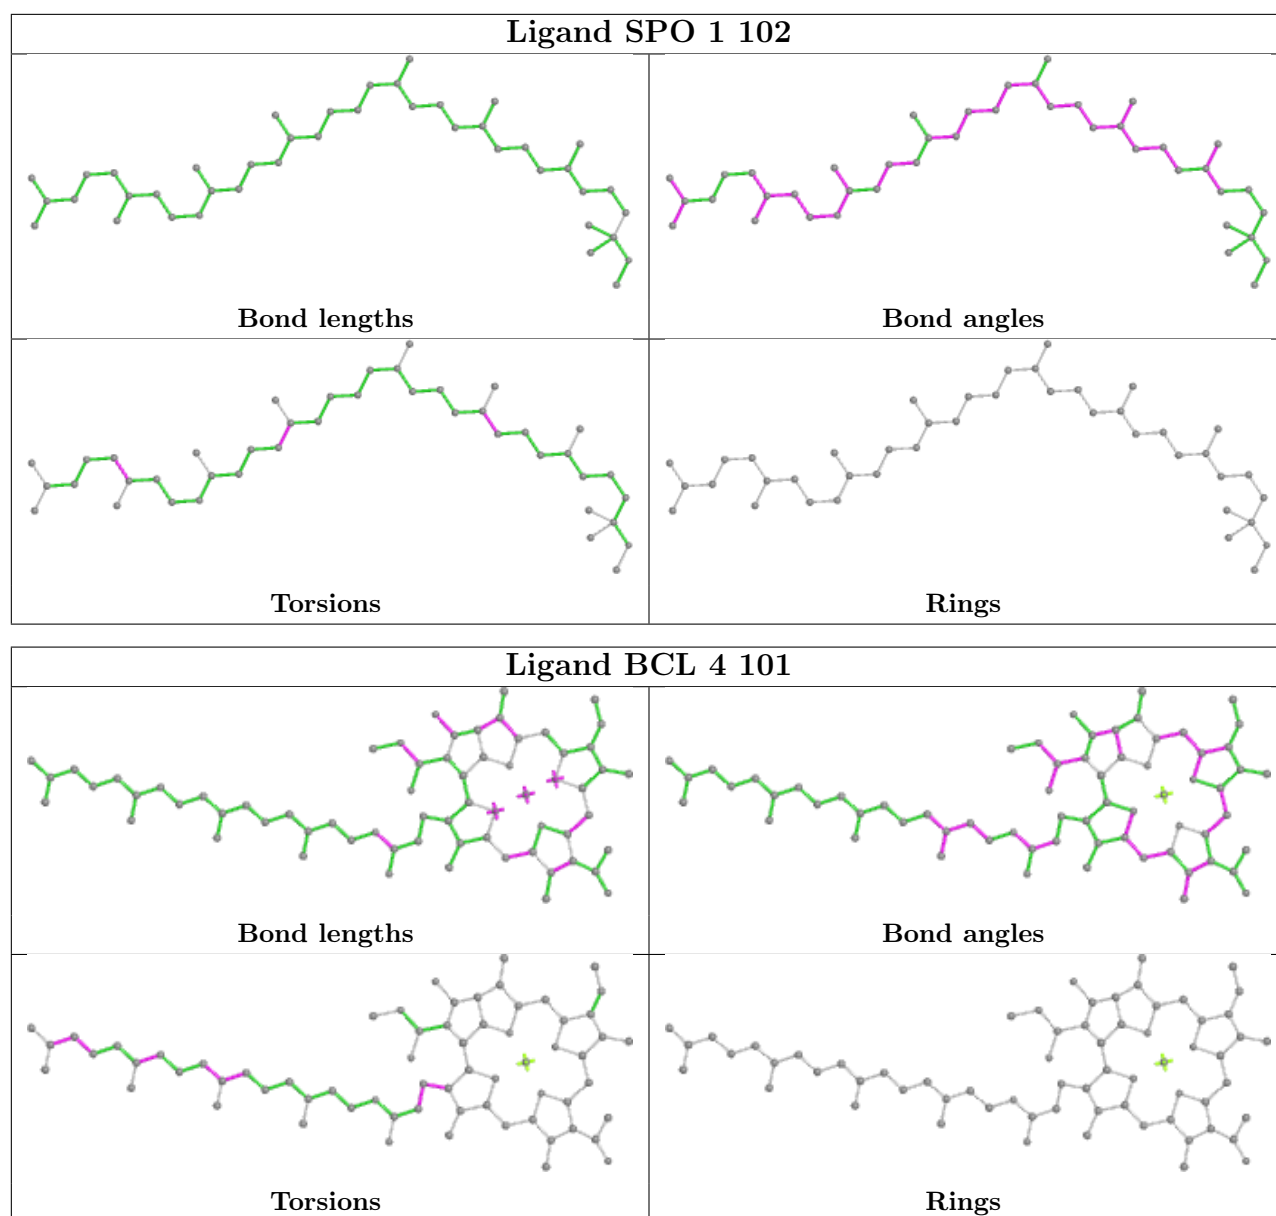 Ligand SPO 1 102
Bond lengths
Bond angles
Torsions
Rings
Ligand BCL 4 101
Bond lengths
Bond angles
Torsions
Rings